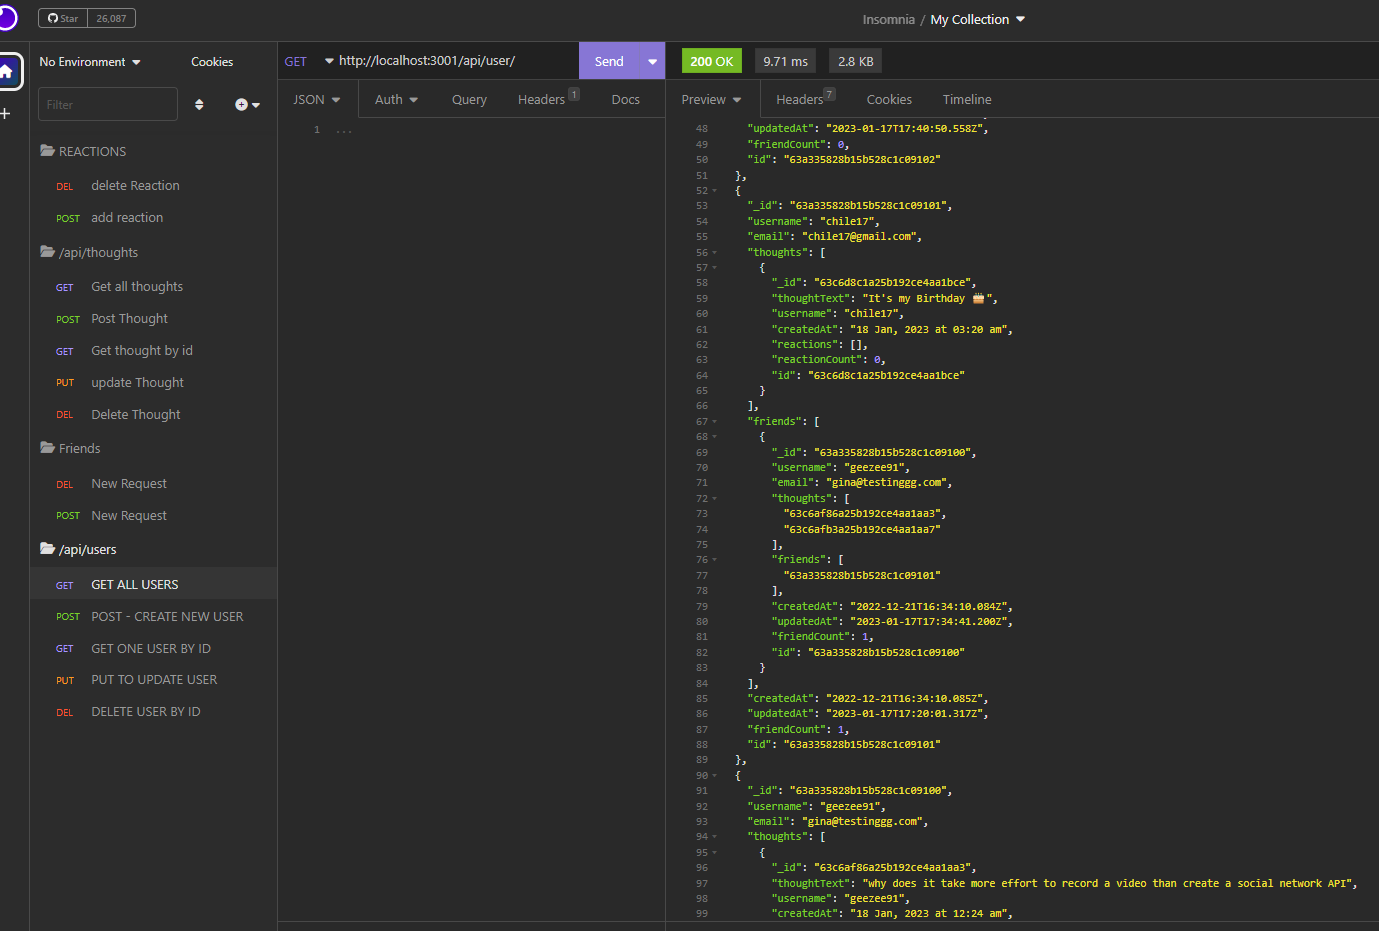 Star 26,087
Insomnia / My Collection
No Environment Cookies
Filter
REACTIONS
DEL delete Reaction
POST add reaction
/api/thoughts
GET Get all thoughts
POST Post Thought
GET Get thought by id
PUT update Thought
DEL Delete Thought
Friends
DEL New Request
POST New Request
/api/users
GET GET ALL USERS
POST POST - CREATE NEW USER
GET GET ONE USER BY ID
PUT PUT TO UPDATE USER
DEL DELETE USER BY ID
GET http://localhost:3001/api/user/ Send
JSON Auth Query Headers 1 Docs
1 ...
200 OK 9.71 ms 2.8 KB
Preview Headers 7 Cookies Timeline
48 "updatedAt": "2023-01-17T17:40:50.558Z",
49 "friendCount": 0,
50 "id": "63a335828b15b528c1c09102"
51 },
52 {
53 "_id": "63a335828b15b528c1c09101",
54 "username": "chile17",
55 "email": "chile17@gmail.com",
56 "thoughts": [
57 {
58 "_id": "63c6d8c1a25b192ce4aa1bce",
59 "thoughtText": "It's my Birthday 🎂",
60 "username": "chile17",
61 "createdAt": "18 Jan, 2023 at 03:20 am",
62 "reactions": [],
63 "reactionCount": 0,
64 "id": "63c6d8c1a25b192ce4aa1bce"
65 }
66 ],
67 "friends": [
68 {
69 "_id": "63a335828b15b528c1c09100",
70 "username": "geezee91",
71 "email": "gina@testinggg.com",
72 "thoughts": [
73 "63c6af86a25b192ce4aa1aa3",
74 "63c6afb3a25b192ce4aa1aa7"
75 ],
76 "friends": [
77 "63a335828b15b528c1c09101"
78 ],
79 "createdAt": "2022-12-21T16:34:10.084Z",
80 "updatedAt": "2023-01-17T17:34:41.200Z",
81 "friendCount": 1,
82 "id": "63a335828b15b528c1c09100"
83 }
84 ],
85 "createdAt": "2022-12-21T16:34:10.085Z",
86 "updatedAt": "2023-01-17T17:20:01.317Z",
87 "friendCount": 1,
88 "id": "63a335828b15b528c1c09101"
89 },
90 {
91 "_id": "63a335828b15b528c1c09100",
92 "username": "geezee91",
93 "email": "gina@testinggg.com",
94 "thoughts": [
95 {
96 "_id": "63c6af86a25b192ce4aa1aa3",
97 "thoughtText": "why does it take more effort to record a video than create a social network API",
98 "username": "geezee91",
99 "createdAt": "18 Jan, 2023 at 12:24 am",